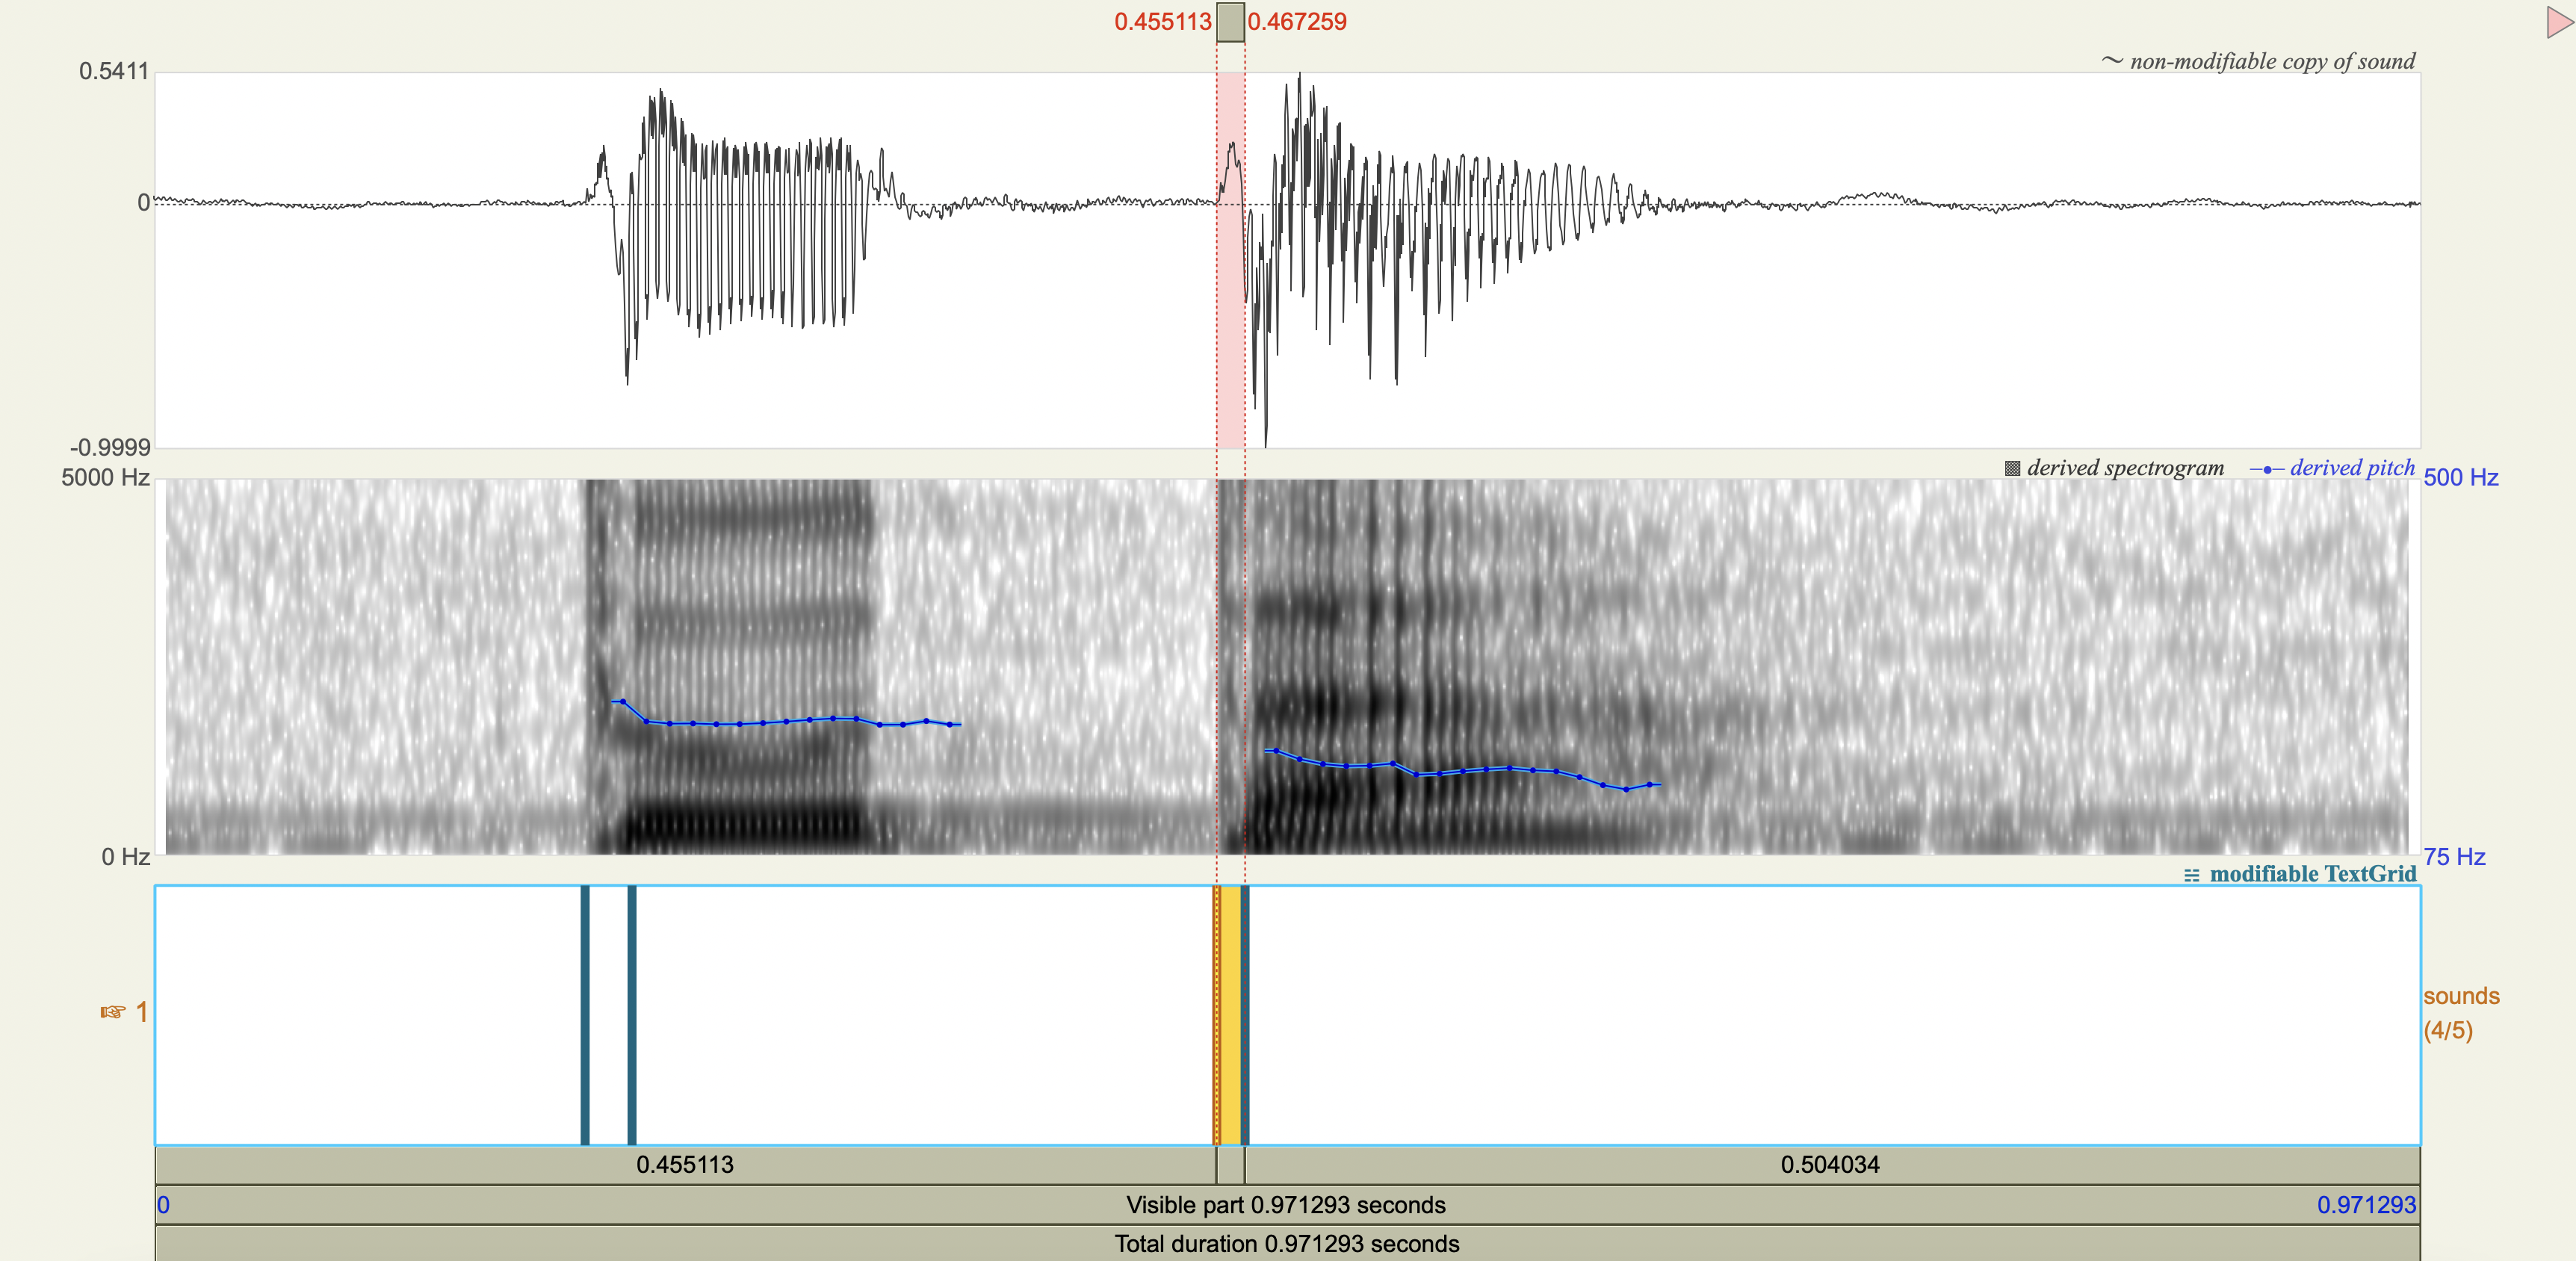 0.455113 0.467259
0.5411
~ non-modifiable copy of sound
0
-0.9999
5000 Hz
derived spectrogram derived pitch
500 Hz
0 Hz
75 Hz
modifiable TextGrid
☞ 1
sounds
(4/5)
0.455113 0.504034
0 Visible part 0.971293 seconds 0.971293
Total duration 0.971293 seconds